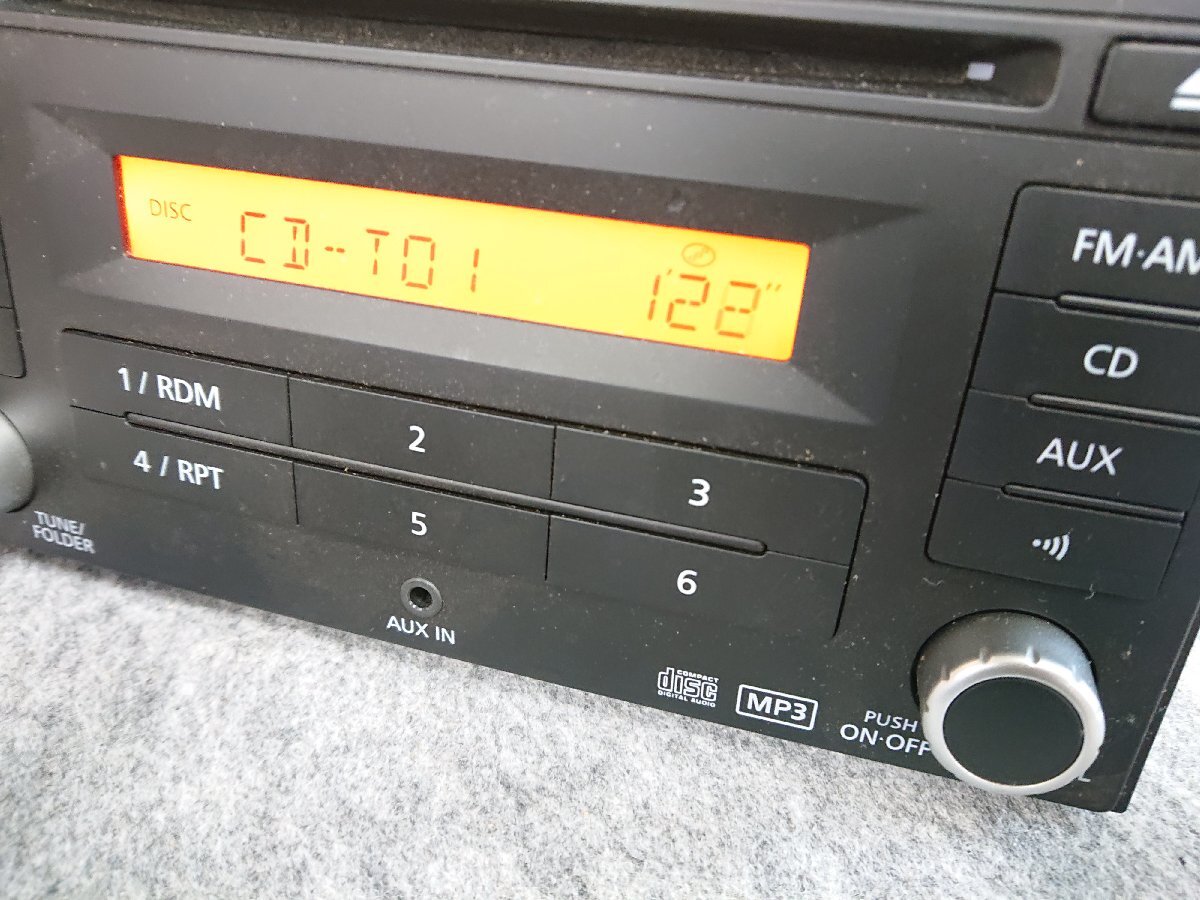 DISC
CD--T01 1'22"
FM·AM
CD
AUX
1 / RDM
2
3
4 / RPT
5
6
TUNE/
FOLDER
AUX IN
COMPACT
disc
DIGITAL AUDIO
MP3
PUSH
ON·OFF